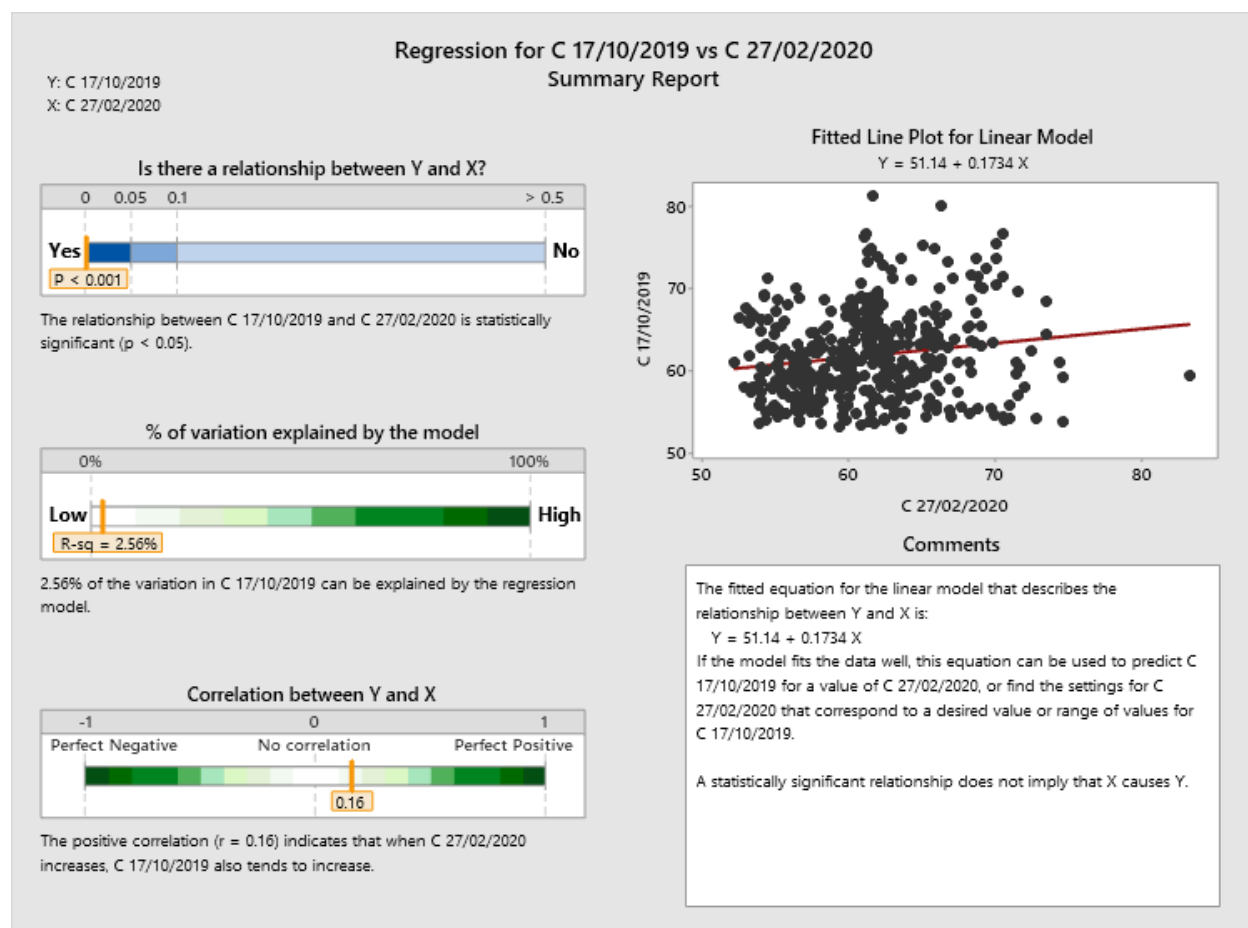 Regression for C 17/10/2019 vs C 27/02/2020
Summary Report
Y: C 17/10/2019
X: C 27/02/2020
Is there a relationship between Y and X?
0 0.05 0.1 > 0.5
Yes No
P < 0.001
The relationship between C 17/10/2019 and C 27/02/2020 is statistically
significant (p < 0.05).
% of variation explained by the model
0% 100%
Low High
R-sq = 2.56%
2.56% of the variation in C 17/10/2019 can be explained by the regression
model.
Correlation between Y and X
-1 0 1
Perfect Negative No correlation Perfect Positive
0.16
The positive correlation (r = 0.16) indicates that when C 27/02/2020
increases, C 17/10/2019 also tends to increase.
Fitted Line Plot for Linear Model
Y = 51.14 + 0.1734 X
80
70
60
50
C 17/10/2019
50 60 70 80
C 27/02/2020
Comments
The fitted equation for the linear model that describes the
relationship between Y and X is:
Y = 51.14 + 0.1734 X
If the model fits the data well, this equation can be used to predict C
17/10/2019 for a value of C 27/02/2020, or find the settings for C
27/02/2020 that correspond to a desired value or range of values for
C 17/10/2019.
A statistically significant relationship does not imply that X causes Y.